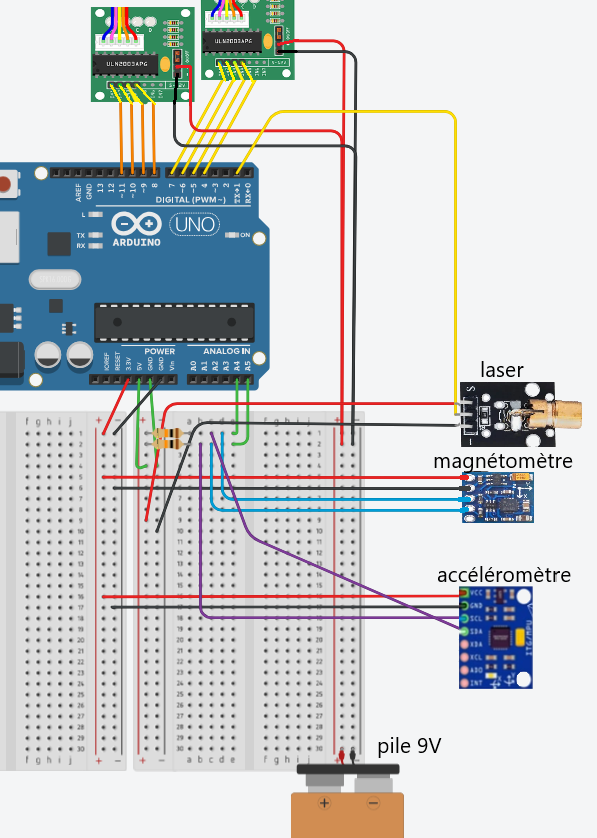 C D
ULN2003APG
ULN2003APG
5-12V
AREF
GND
13
12
~11
~10
~9
8
7
~6
~5
4
~3
2
TX→1
RX←0
DIGITAL (PWM~)
L
TX
RX
ARDUINO
UNO
ON
POWER
ANALOG IN
IOREF
RESET
3.3V
5V
GND
GND
Vin
A0
A1
A2
A3
A4
A5
laser
S
magnétomètre
accéléromètre
VCC
GND
SCL
SDA
XDA
XCL
ADO
INT
ITG/MPU
f g h i j
+ −
a b c d e
f g h i j
+ −
1
2
3
4
5
6
7
8
9
10
11
12
13
14
15
16
17
18
19
20
21
22
23
24
25
26
27
28
29
30
f g h i j
+ −
+ −
a b c d e
f g h i j
pile 9V
+ −